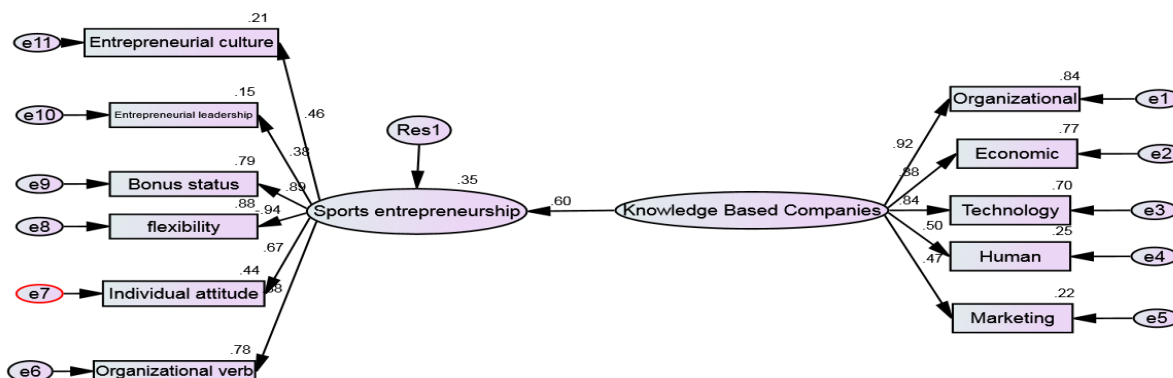 .21
e11
Entrepreneurial culture
.84
Organizational
e1
.15
e10
Entrepreneurial leadership
.46
.92
Res1
.77
Economic
e2
.38
.88
.79
e9
Bonus status
.89
.35
.70
.88
-.94
Sports entrepreneurship
.60
Knowledge Based Companies
.84
Technology
e3
e8
flexibility
.50
.25
Human
e4
.67
.47
.44
e7
Individual attitude
.22
Marketing
e5
.78
e6
Organizational verb